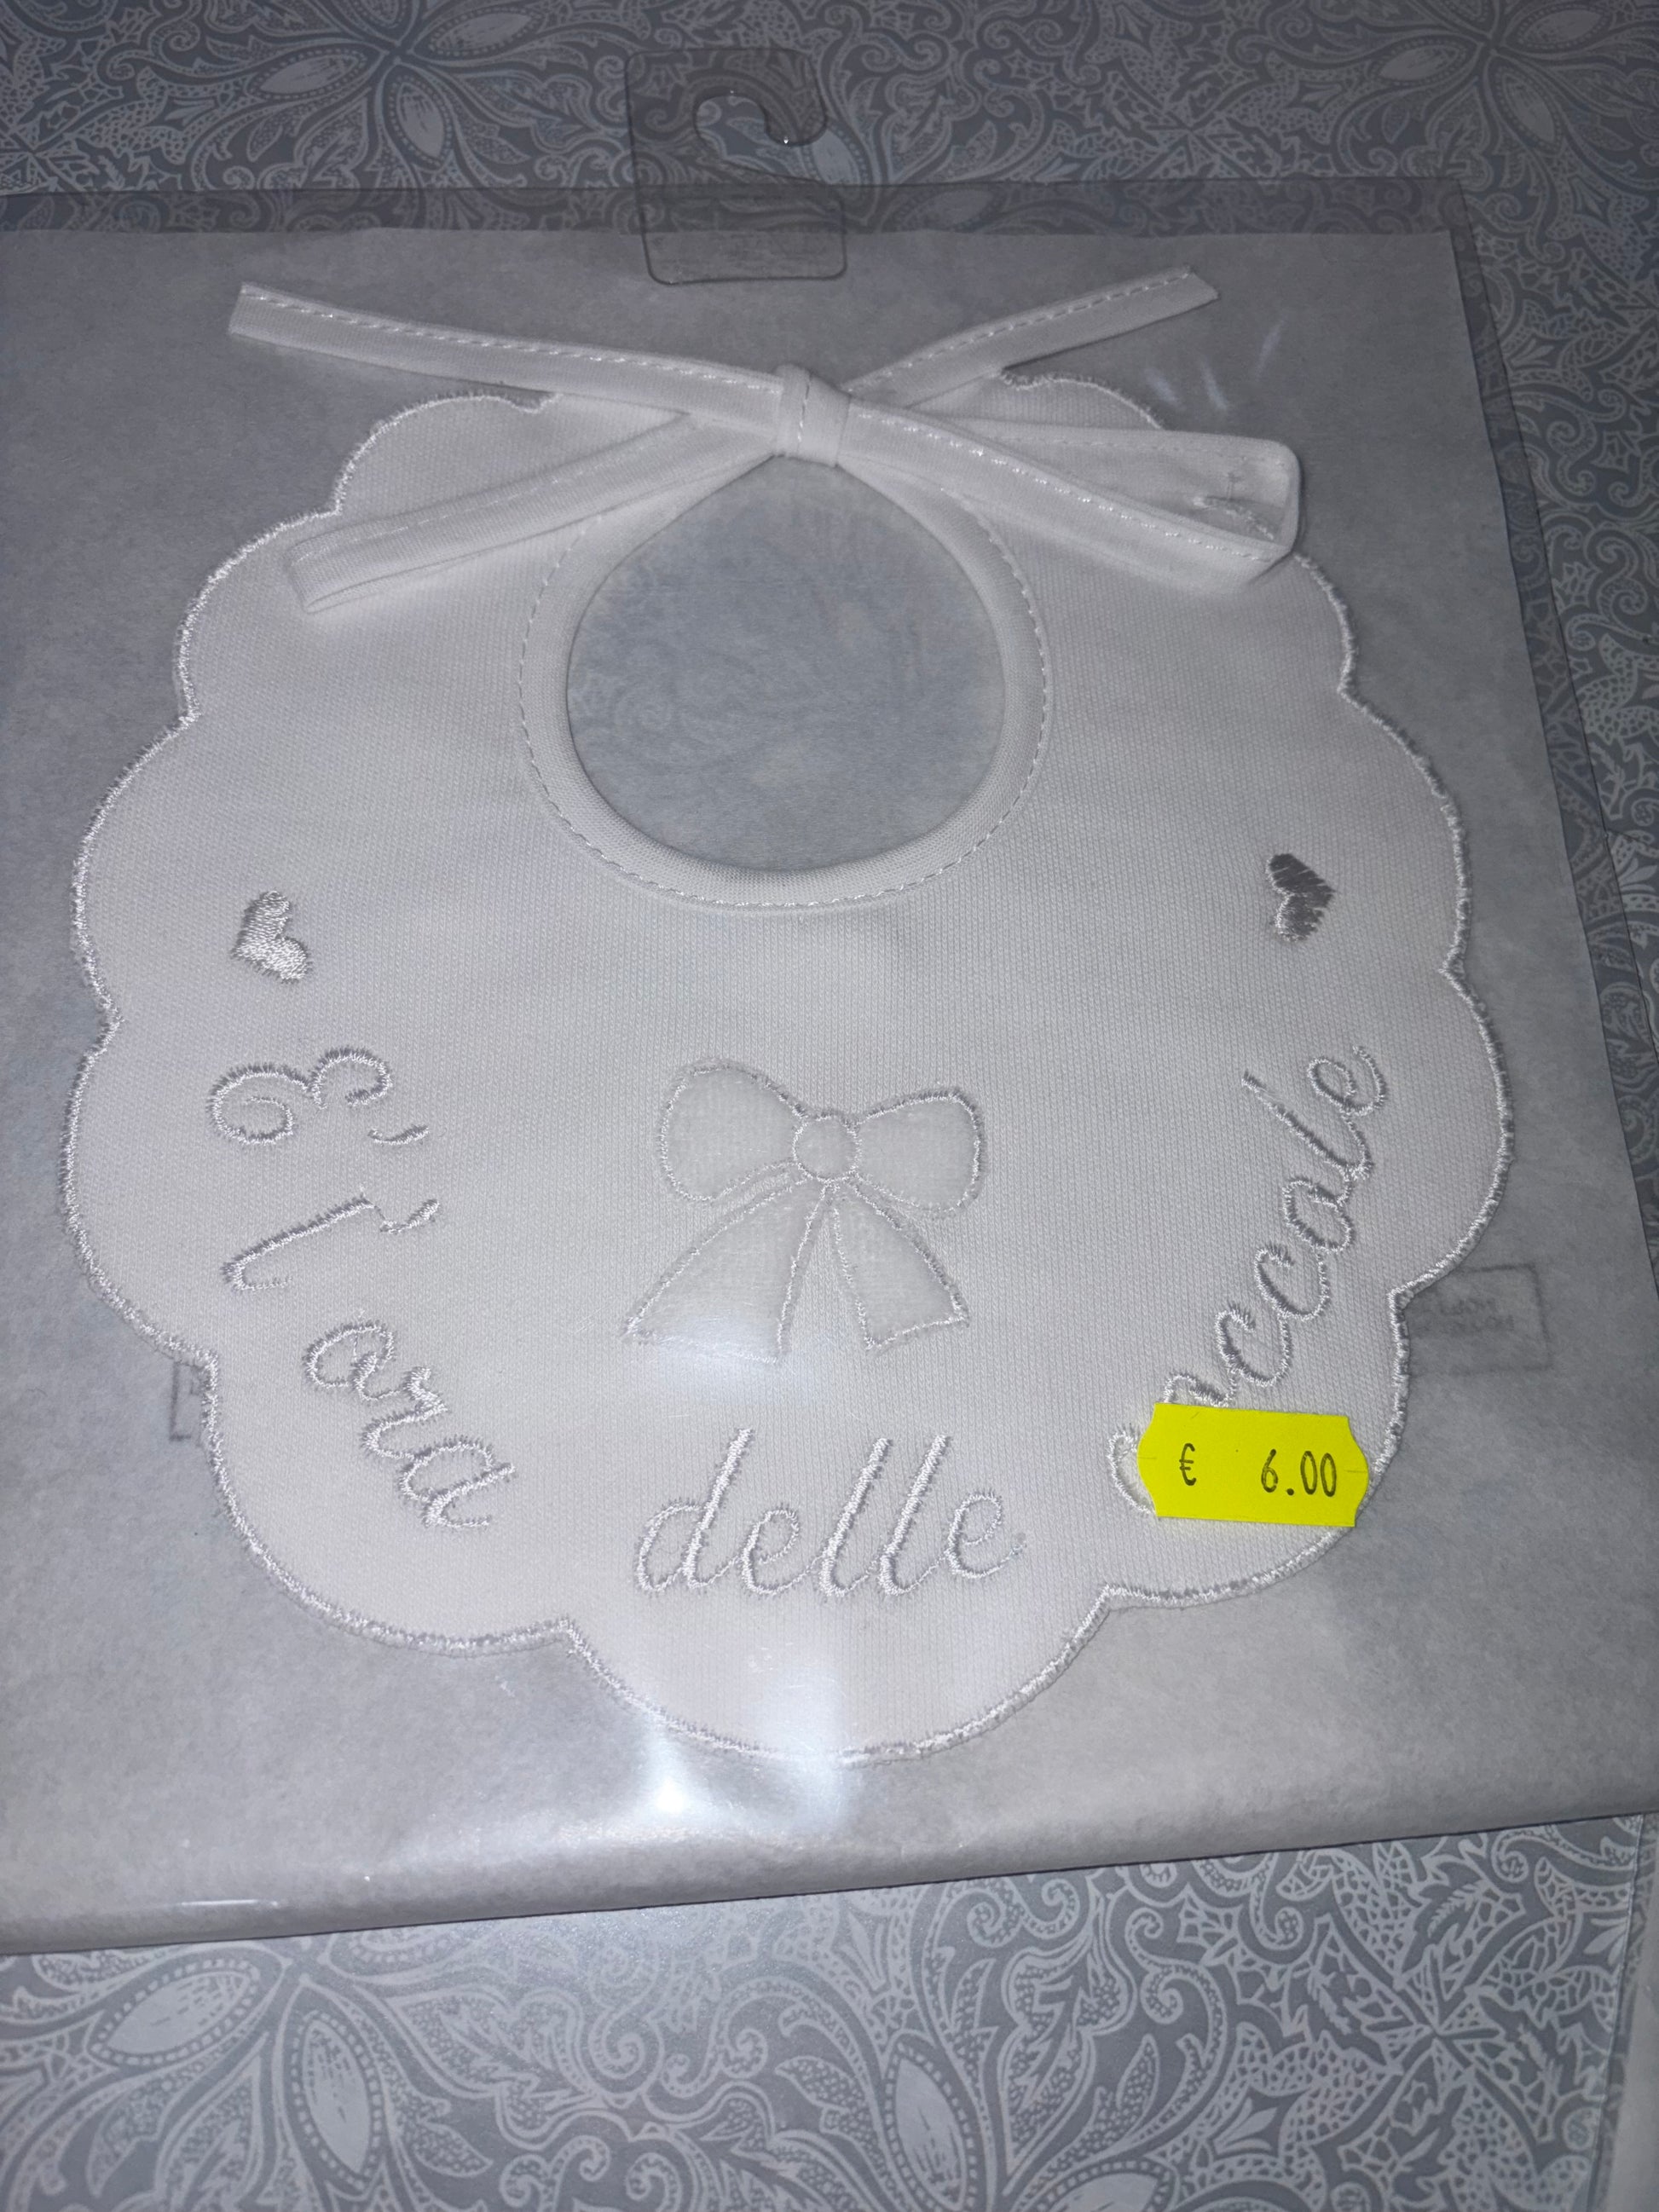 E' l'ora
delle
€ 6.00